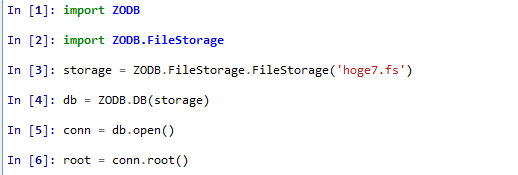 In [1]: import ZODB
In [2]: import ZODB.FileStorage
In [3]: storage = ZODB.FileStorage.FileStorage('hoge7.fs')
In [4]: db = ZODB.DB(storage)
In [5]: conn = db.open()
In [6]: root = conn.root()